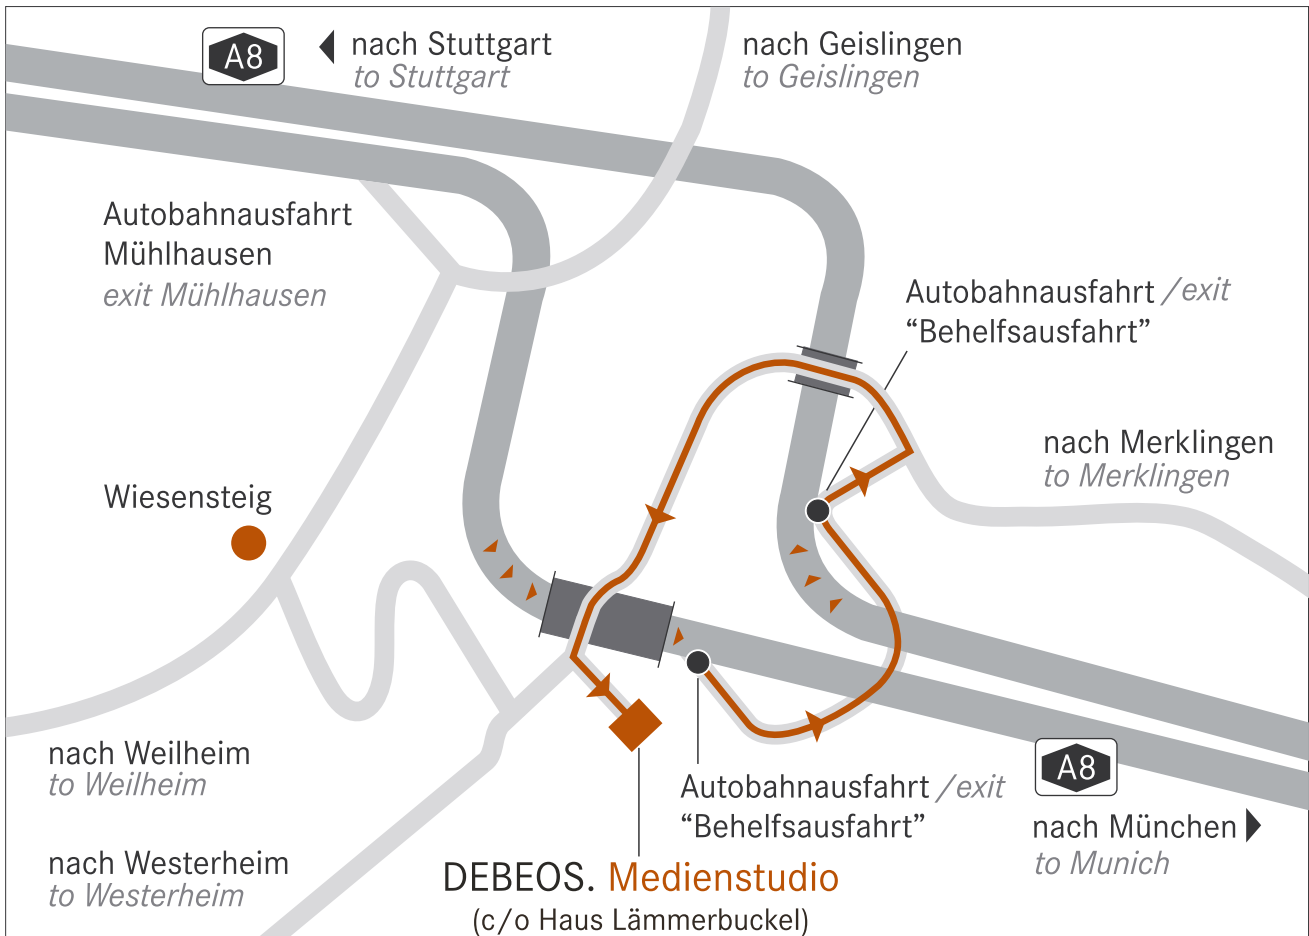 A8
nach Stuttgart
to Stuttgart
nach Geislingen
to Geislingen
Autobahnausfahrt
Mühlhausen
exit Mühlhausen
Autobahnausfahrt /exit
“Behelfsausfahrt”
nach Merklingen
to Merklingen
Wiesensteig
nach Weilheim
to Weilheim
Autobahnausfahrt /exit
“Behelfsausfahrt”
A8
nach München
to Munich
nach Westerheim
to Westerheim
DEBEOS. Medienstudio
(c/o Haus Lämmerbuckel)